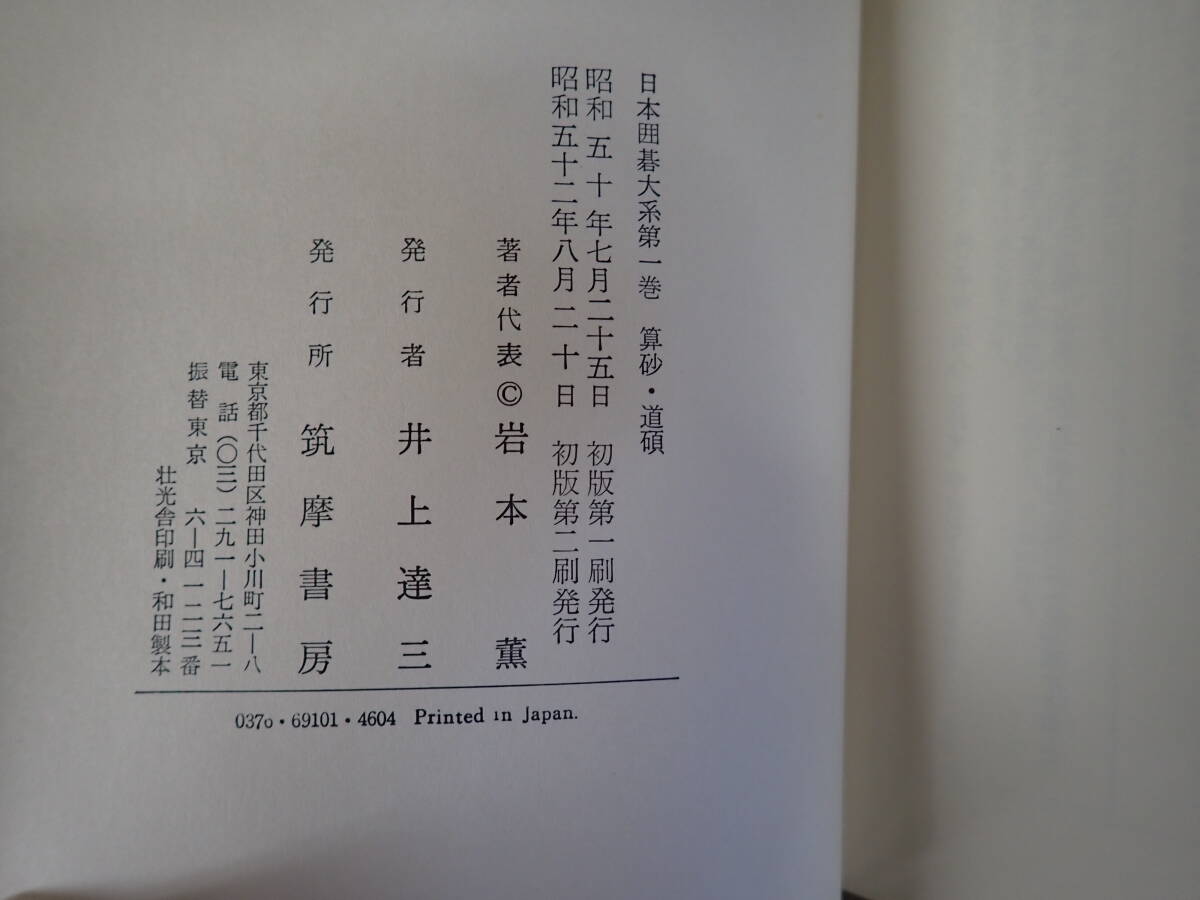 日本囲碁大系第一巻 算砂・道碩
昭和五十年七月二十五日 初版第一刷発行
昭和五十二年八月二十日 初版第二刷発行
著者代表©岩本薫
発行者 井上達三
発行所 筑摩書房
東京都千代田区神田小川町二―八
電話(〇三)二九一―七六五一
振替東京 六―四一二三番
壮光舎印刷・和田製本
0370・69101・4604 Printed in Japan.